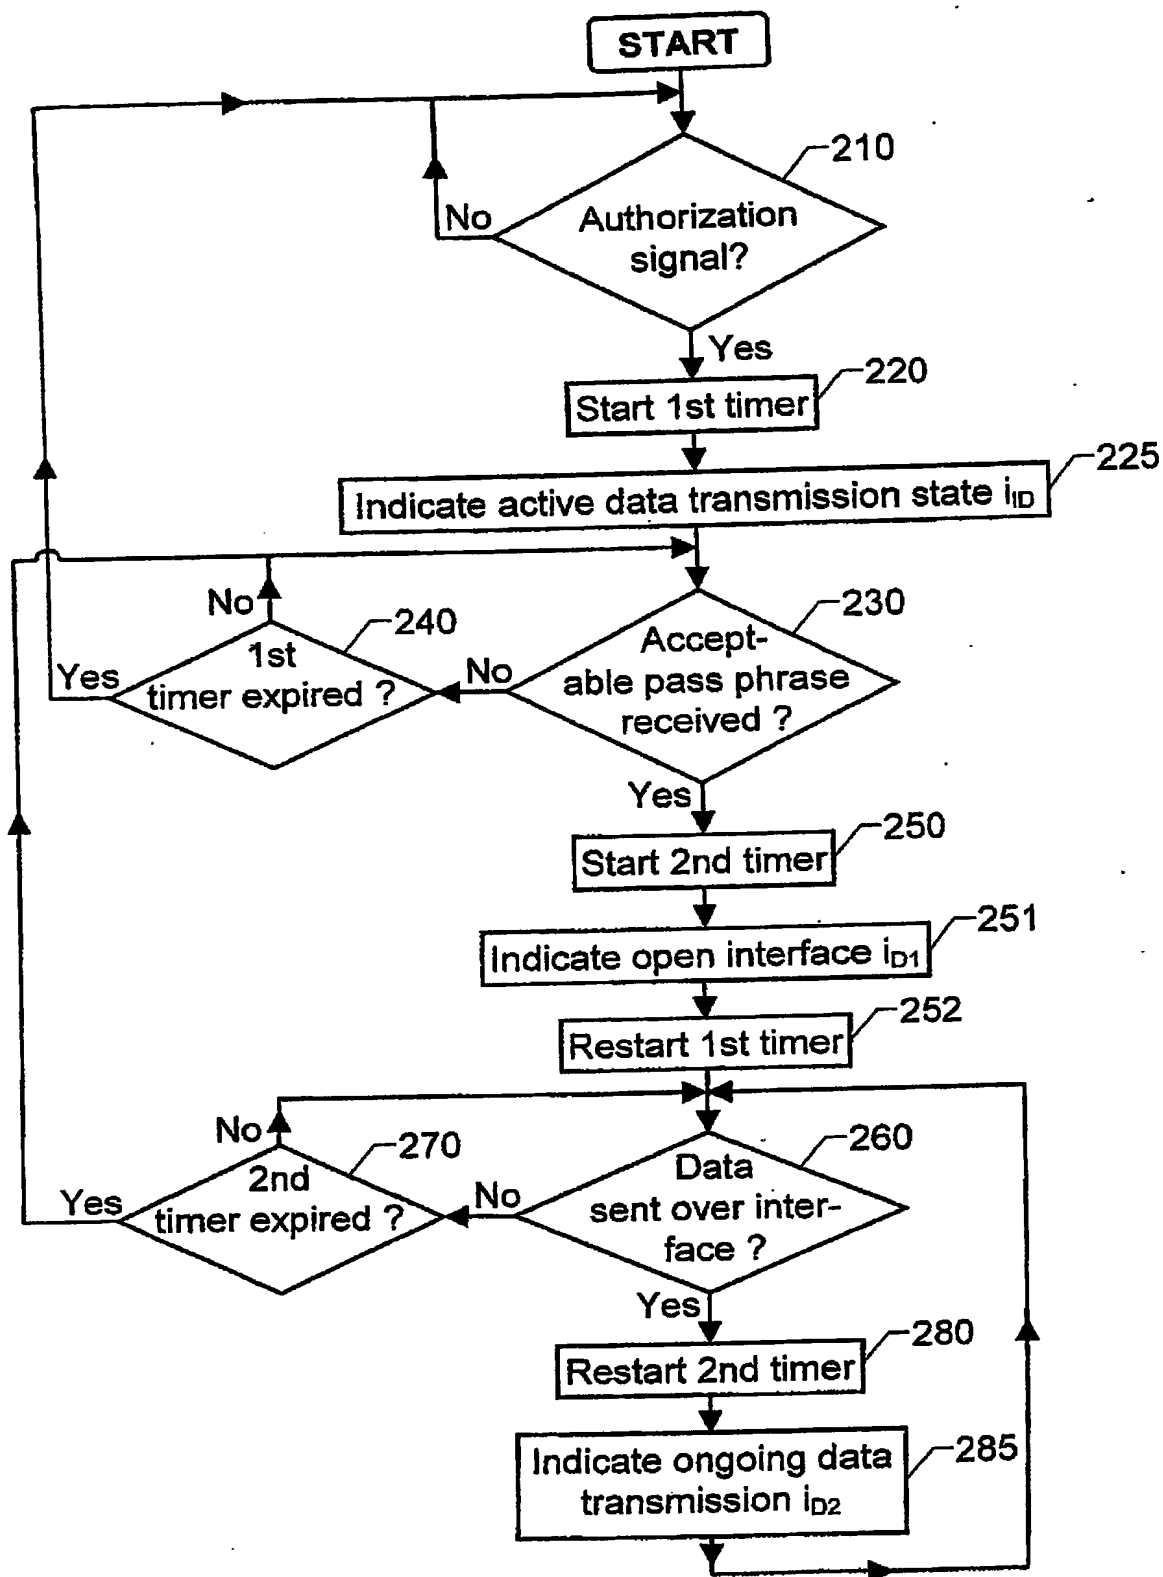 START
210
No
Authorization
signal?
Yes
220
Start 1st timer
225
Indicate active data transmission state iID
No
240
230
1st
timer expired ?
Yes
No
Accept-
able pass phrase
received ?
Yes
250
Start 2nd timer
251
Indicate open interface iD1
252
Restart 1st timer
No
270
260
2nd
timer expired ?
Yes
No
Data
sent over inter-
face ?
Yes
280
Restart 2nd timer
285
Indicate ongoing data
transmission iD2